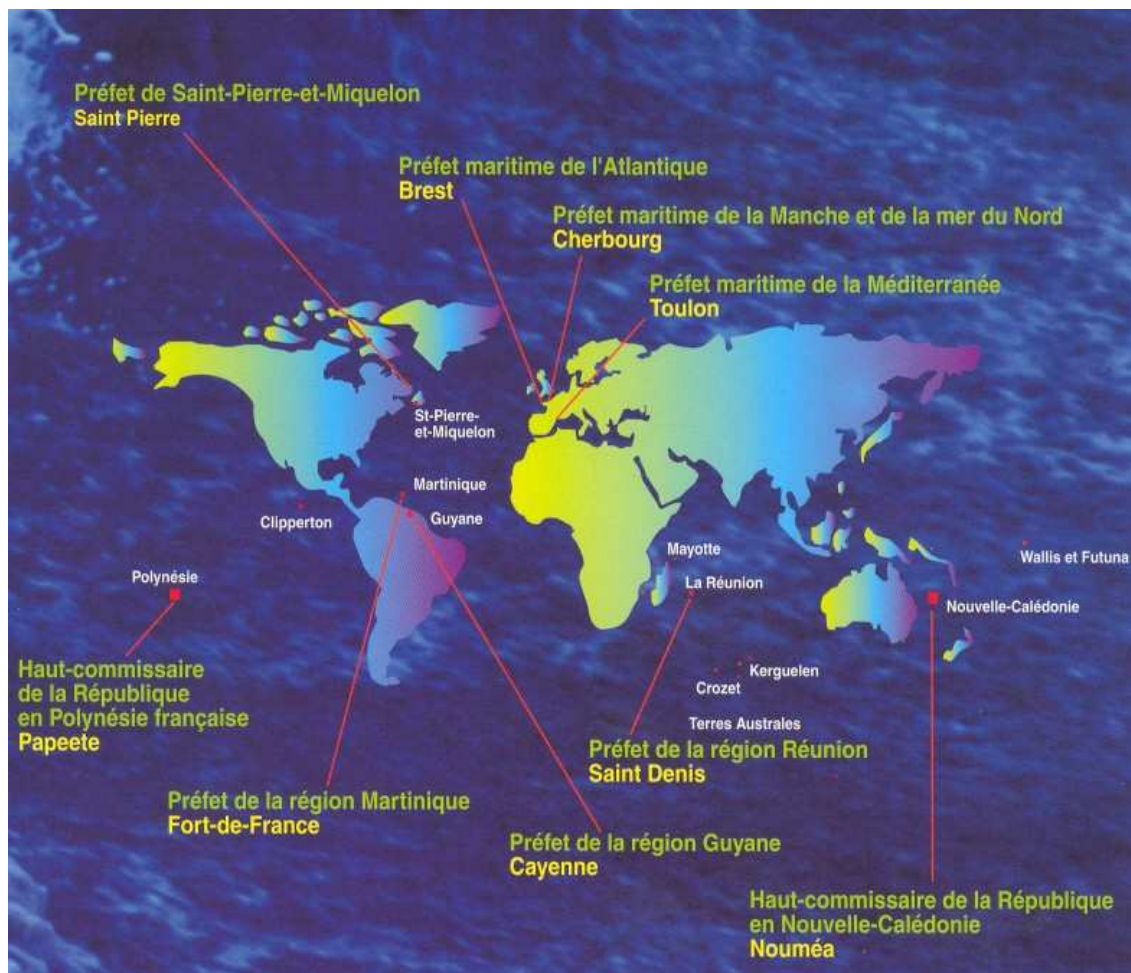 Préfet de Saint-Pierre-et-Miquelon
Saint Pierre
Préfet maritime de l'Atlantique
Brest
Préfet maritime de la Manche et de la mer du Nord
Cherbourg
Préfet maritime de la Méditerranée
Toulon
St-Pierre-
et-Miquelon
Martinique
Clipperton
Guyane
Mayotte
Wallis et Futuna
Polynésie
La Réunion
Nouvelle-Calédonie
Haut-commissaire
de la République
en Polynésie française
Papeete
Kerguelen
Crozet
Terres Australes
Préfet de la région Réunion
Saint Denis
Préfet de la région Martinique
Fort-de-France
Préfet de la région Guyane
Cayenne
Haut-commissaire de la République
en Nouvelle-Calédonie
Nouméa